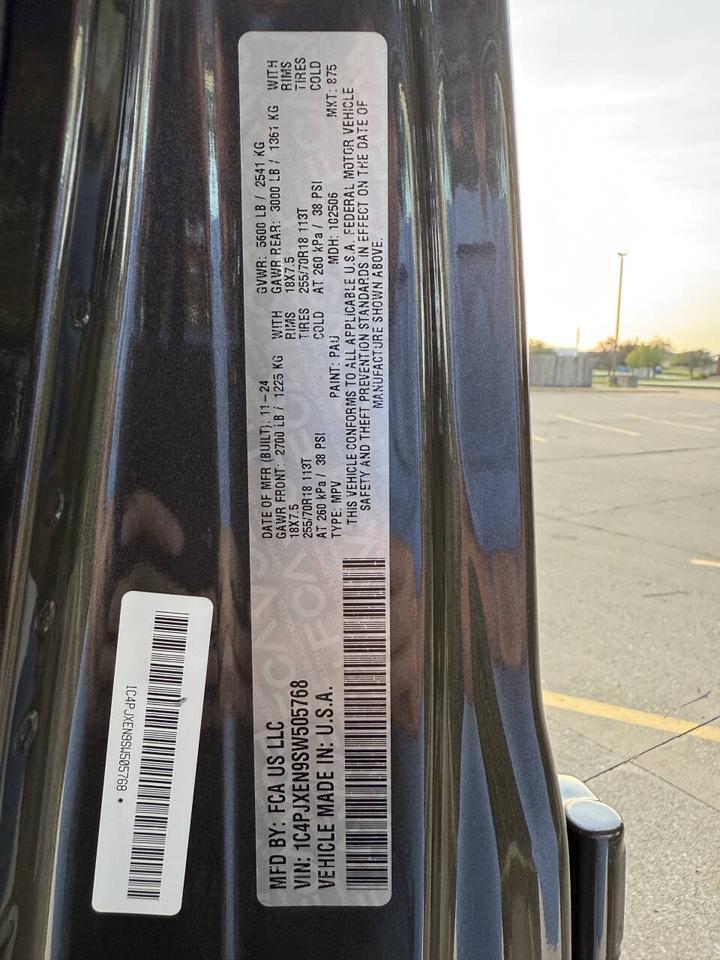 MFD BY: FCA US LLC
VIN: 1C4PJXEN9SW505768
VEHICLE MADE IN: U.S.A.
DATE OF MFR (BUILT): 11-24 GVWR: 5600 LB / 2541 KG
GAWR FRONT: 2700 LB / 1225 KG WITH GAWR REAR: 3000 LB / 1361 KG WITH
18X7.5 RIMS 18X7.5 RIMS
255/70R18 113T TIRES 255/70R18 113T TIRES
AT 260 kPa / 38 PSI COLD AT 260 kPa / 38 PSI COLD
TYPE: MPV PAINT: PAU MDH: 102506 MKT: 875
THIS VEHICLE CONFORMS TO ALL APPLICABLE U.S.A. FEDERAL MOTOR VEHICLE
SAFETY AND THEFT PREVENTION STANDARDS IN EFFECT ON THE DATE OF
MANUFACTURE SHOWN ABOVE.
1C4PJXEN9SW505768 •